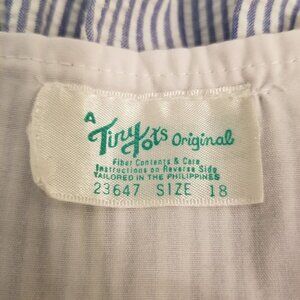 A
Tiny Tots Original
Fiber Contents & Care
Instructions on Reverse Side
TAILORED IN THE PHILIPPINES
23647 SIZE 18